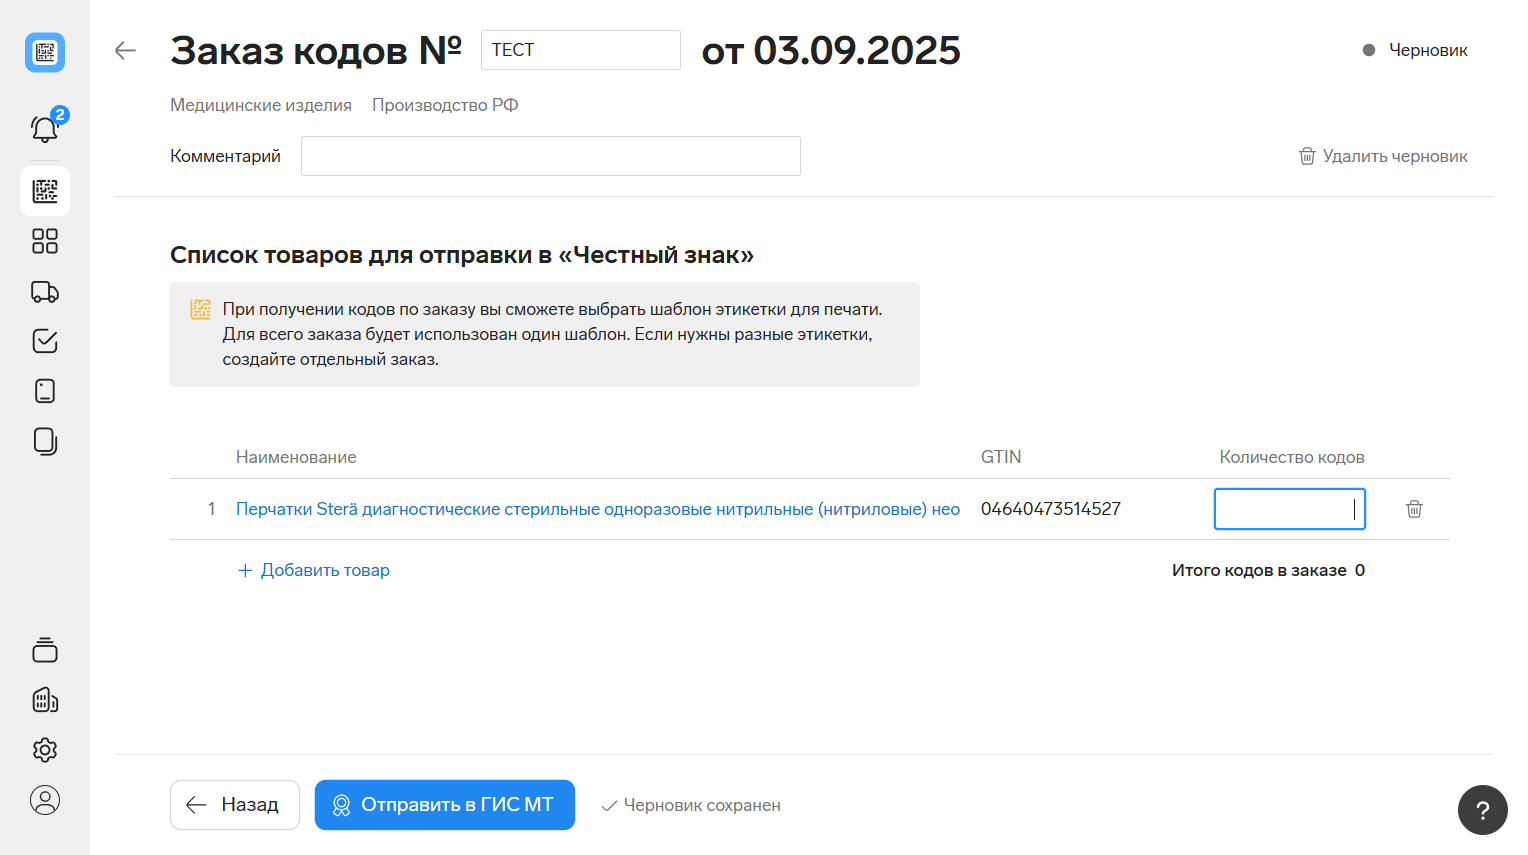 Заказ кодов № ТЕСТ от 03.09.2025
Черновик
2
Медицинские изделия Производство РФ
Комментарий
Удалить черновик
Список товаров для отправки в «Честный знак»
При получении кодов по заказу вы сможете выбрать шаблон этикетки для печати.
Для всего заказа будет использован один шаблон. Если нужны разные этикетки,
создайте отдельный заказ.
Наименование GTIN Количество кодов
1 Перчатки Sterä диагностические стерильные одноразовые нитрильные (нитриловые) нео 04640473514527
+ Добавить товар
Итого кодов в заказе 0
Назад
Отправить в ГИС МТ
Черновик сохранен
?